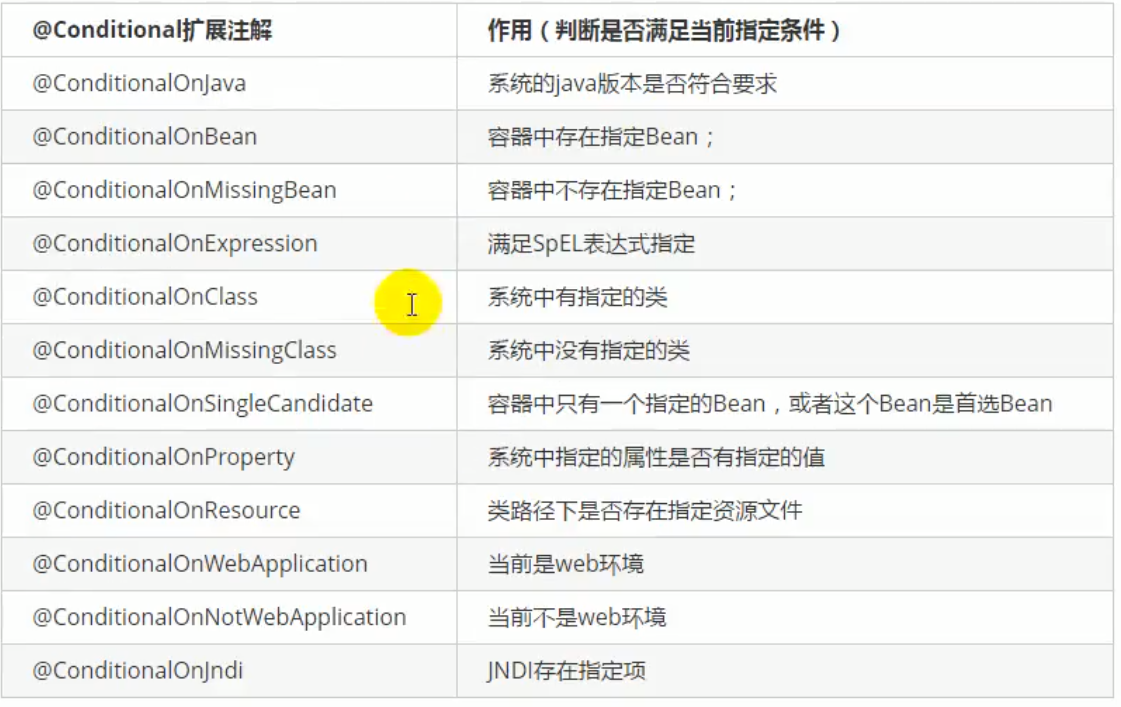 @Conditional扩展注解 作用（判断是否满足当前指定条件）
@ConditionalOnJava 系统的java版本是否符合要求
@ConditionalOnBean 容器中存在指定Bean；
@ConditionalOnMissingBean 容器中不存在指定Bean；
@ConditionalOnExpression 满足SpEL表达式指定
@ConditionalOnClass 系统中有指定的类
@ConditionalOnMissingClass 系统中没有指定的类
@ConditionalOnSingleCandidate 容器中只有一个指定的Bean，或者这个Bean是首选Bean
@ConditionalOnProperty 系统中指定的属性是否有指定的值
@ConditionalOnResource 类路径下是否存在指定资源文件
@ConditionalOnWebApplication 当前是web环境
@ConditionalOnNotWebApplication 当前不是web环境
@ConditionalOnJndi JNDI存在指定项